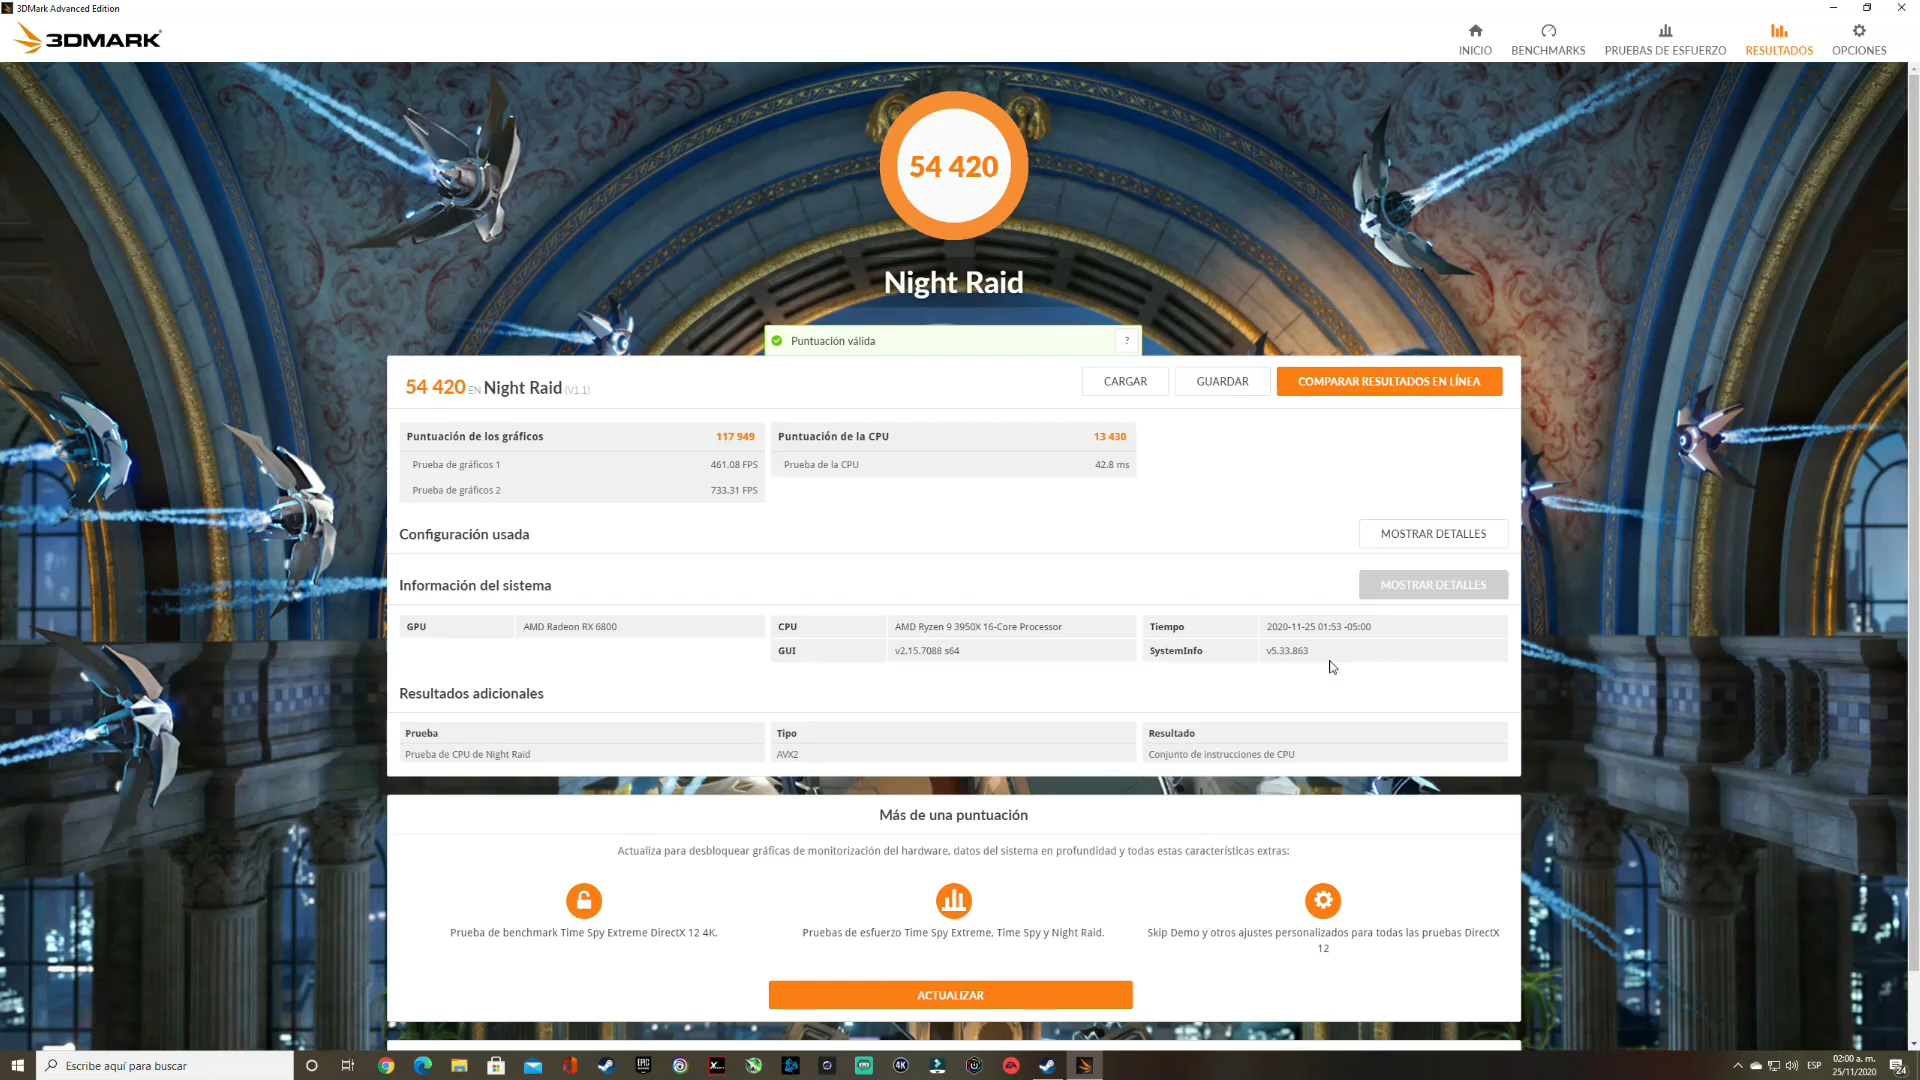 3DMark Advanced Edition
3DMARK
INICIO
BENCHMARKS
PRUEBAS DE ESFUERZO
RESULTADOS
OPCIONES
54 420
Night Raid
Puntuación válida
?
54 420 EN Night Raid (V1.1)
CARGAR
GUARDAR
COMPARAR RESULTADOS EN LÍNEA
Puntuación de los gráficos 117 949
Prueba de gráficos 1 461.08 FPS
Prueba de gráficos 2 733.31 FPS
Puntuación de la CPU 13 430
Prueba de la CPU 42.8 ms
Configuración usada
MOSTRAR DETALLES
Información del sistema
MOSTRAR DETALLES
GPU AMD Radeon RX 6800
CPU AMD Ryzen 9 3950X 16-Core Processor
GUI v2.15.7088 s64
Tiempo 2020-11-25 01:53 -05:00
SystemInfo v5.33.863
Resultados adicionales
Prueba Tipo Resultado
Prueba de CPU de Night Raid AVX2 Conjunto de instrucciones de CPU
Más de una puntuación
Actualiza para desbloquear gráficas de monitorización del hardware, datos del sistema en profundidad y todas estas características extras:
Prueba de benchmark Time Spy Extreme DirectX 12 4K.
Pruebas de esfuerzo Time Spy Extreme, Time Spy y Night Raid.
Skip Demo y otros ajustes personalizados para todas las pruebas DirectX
12
ACTUALIZAR
Escribe aquí para buscar
EPIC
4K
EA
ESP
02:00 a. m.
25/11/2020
24